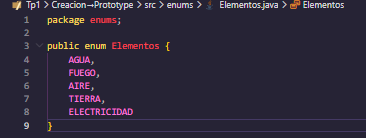 Tp1 > Creacion→Prototype > src > enums > Elementos.java > Elementos
1 package enums;
2
3 public enum Elementos {
4 AGUA,
5 FUEGO,
6 AIRE,
7 TIERRA,
8 ELECTRICIDAD
9 }